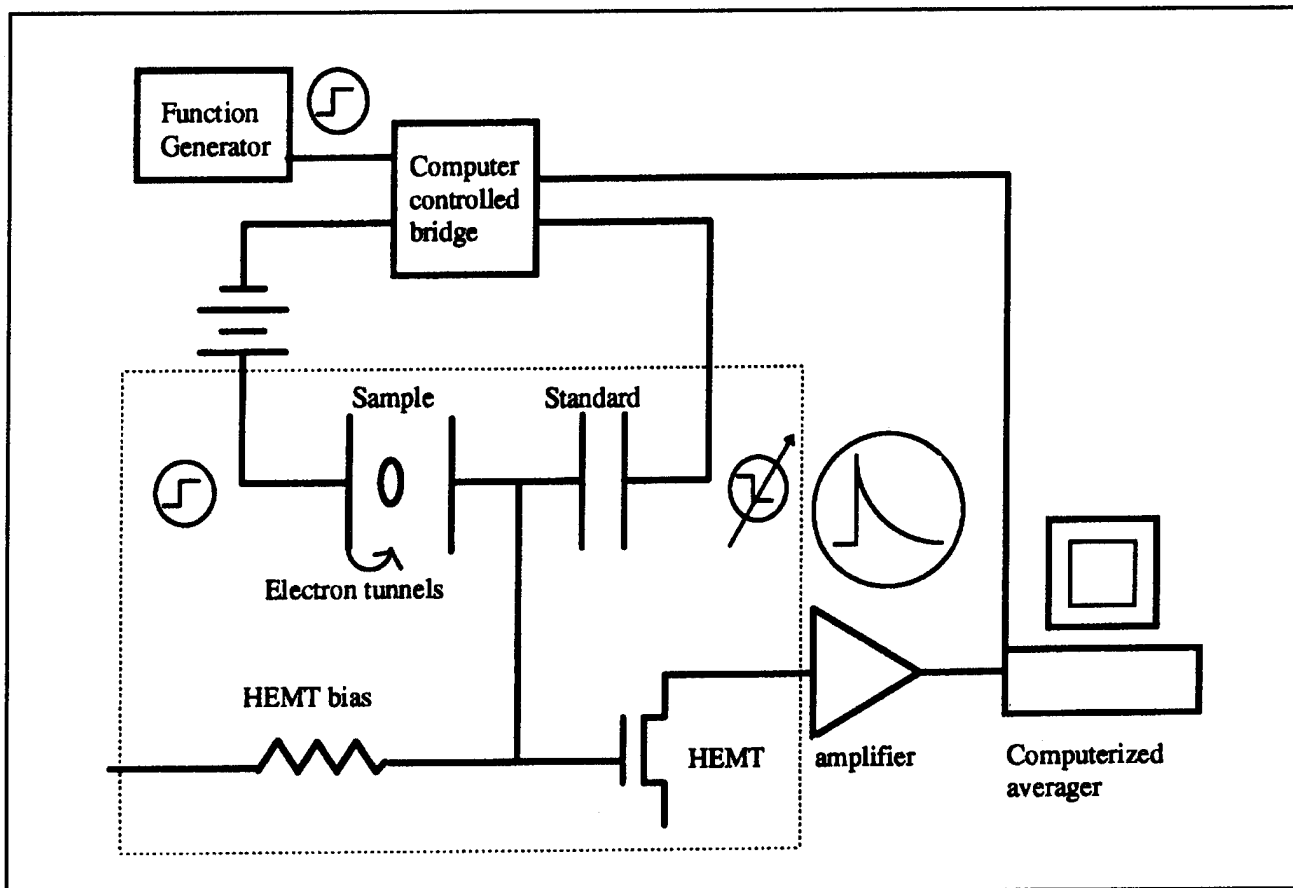 Function
Generator
Computer
controlled
bridge
Sample
Standard
Electron tunnels
HEMT bias
HEMT
amplifier
Computerized
averager